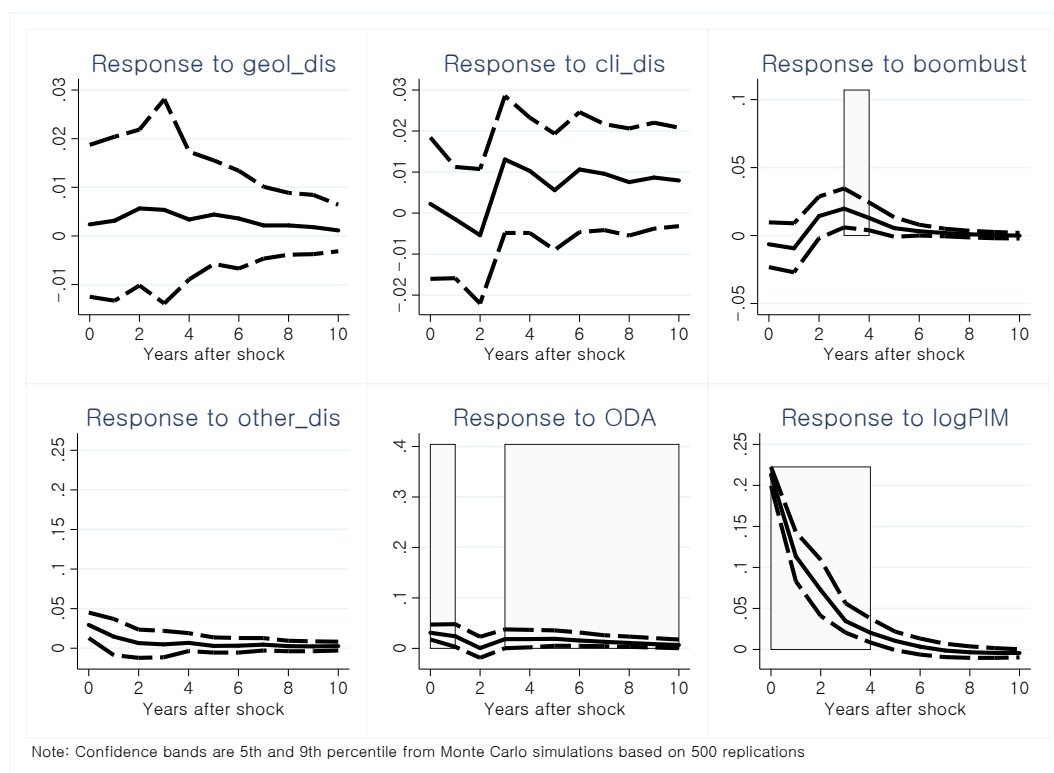 Response to geol_dis
.03
.02
.01
0
-.01
0 2 4 6 8 10
Years after shock
Response to cli_dis
.03
.02
.01
0
-.01
-.02
0 2 4 6 8 10
Years after shock
Response to boombust
.1
.05
0
-.05
0 2 4 6 8 10
Years after shock
Response to other_dis
.25
.2
.15
.1
.05
0
0 2 4 6 8 10
Years after shock
Response to ODA
.4
.3
.2
.1
0
0 2 4 6 8 10
Years after shock
Response to logPIM
.25
.2
.15
.1
.05
0
0 2 4 6 8 10
Years after shock
Note: Confidence bands are 5th and 9th percentile from Monte Carlo simulations based on 500 replications